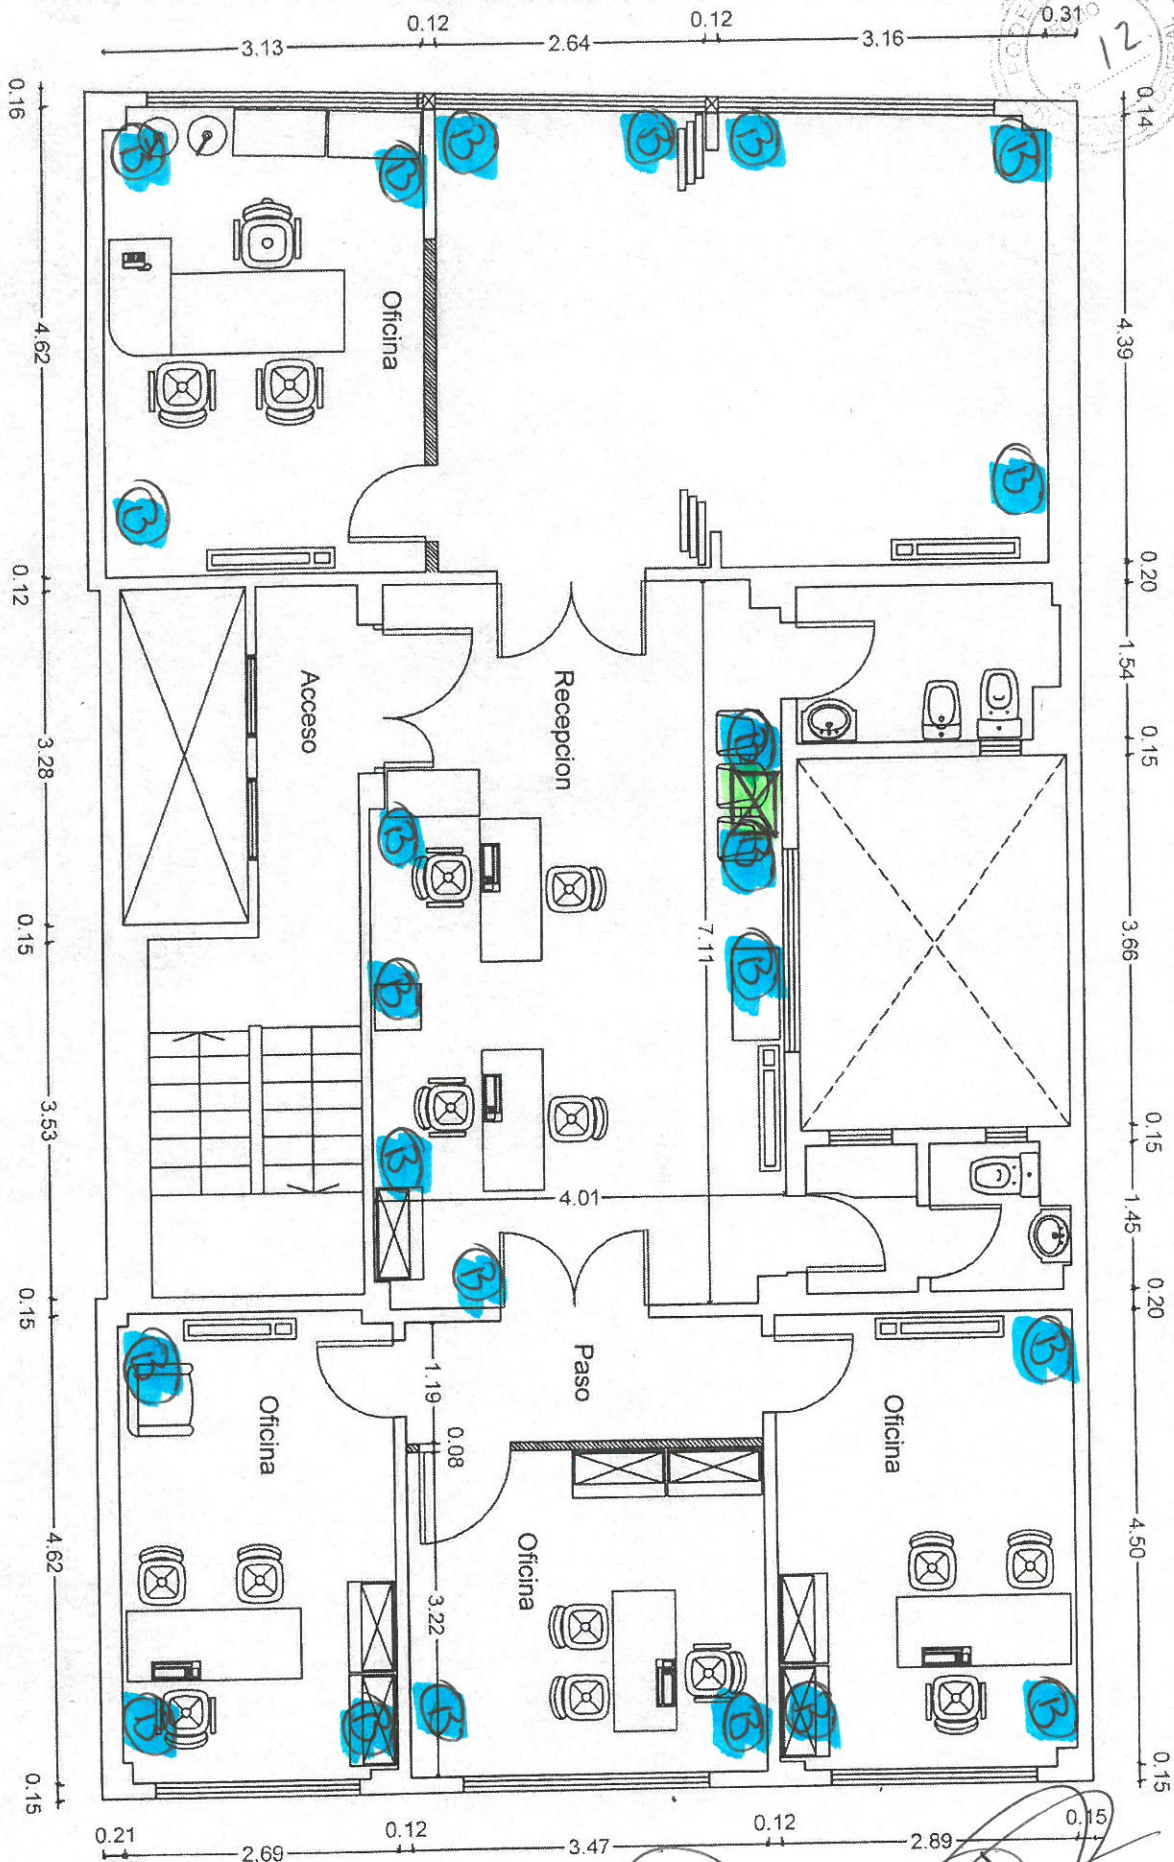 0.12
0.12
0.31
3.13
2.64
3.16
FOLIO
12
0.16
0.14
B
B
B
B
B
B
4.62
Oficina
4.39
B
B
0.12
0.20
Acceso
Recepcion
1.54
B
3.28
0.15
B
B
7.11
3.66
B
B
0.15
3.53
B
0.15
4.01
1.45
B
0.15
0.20
B
1.19
Paso
B
Oficina
0.08
Oficina
4.62
Oficina
4.50
3.22
B
B
B
B
B
B
0.15
0.15
0.21
0.12
0.12
0.15
2.69
3.47
2.89